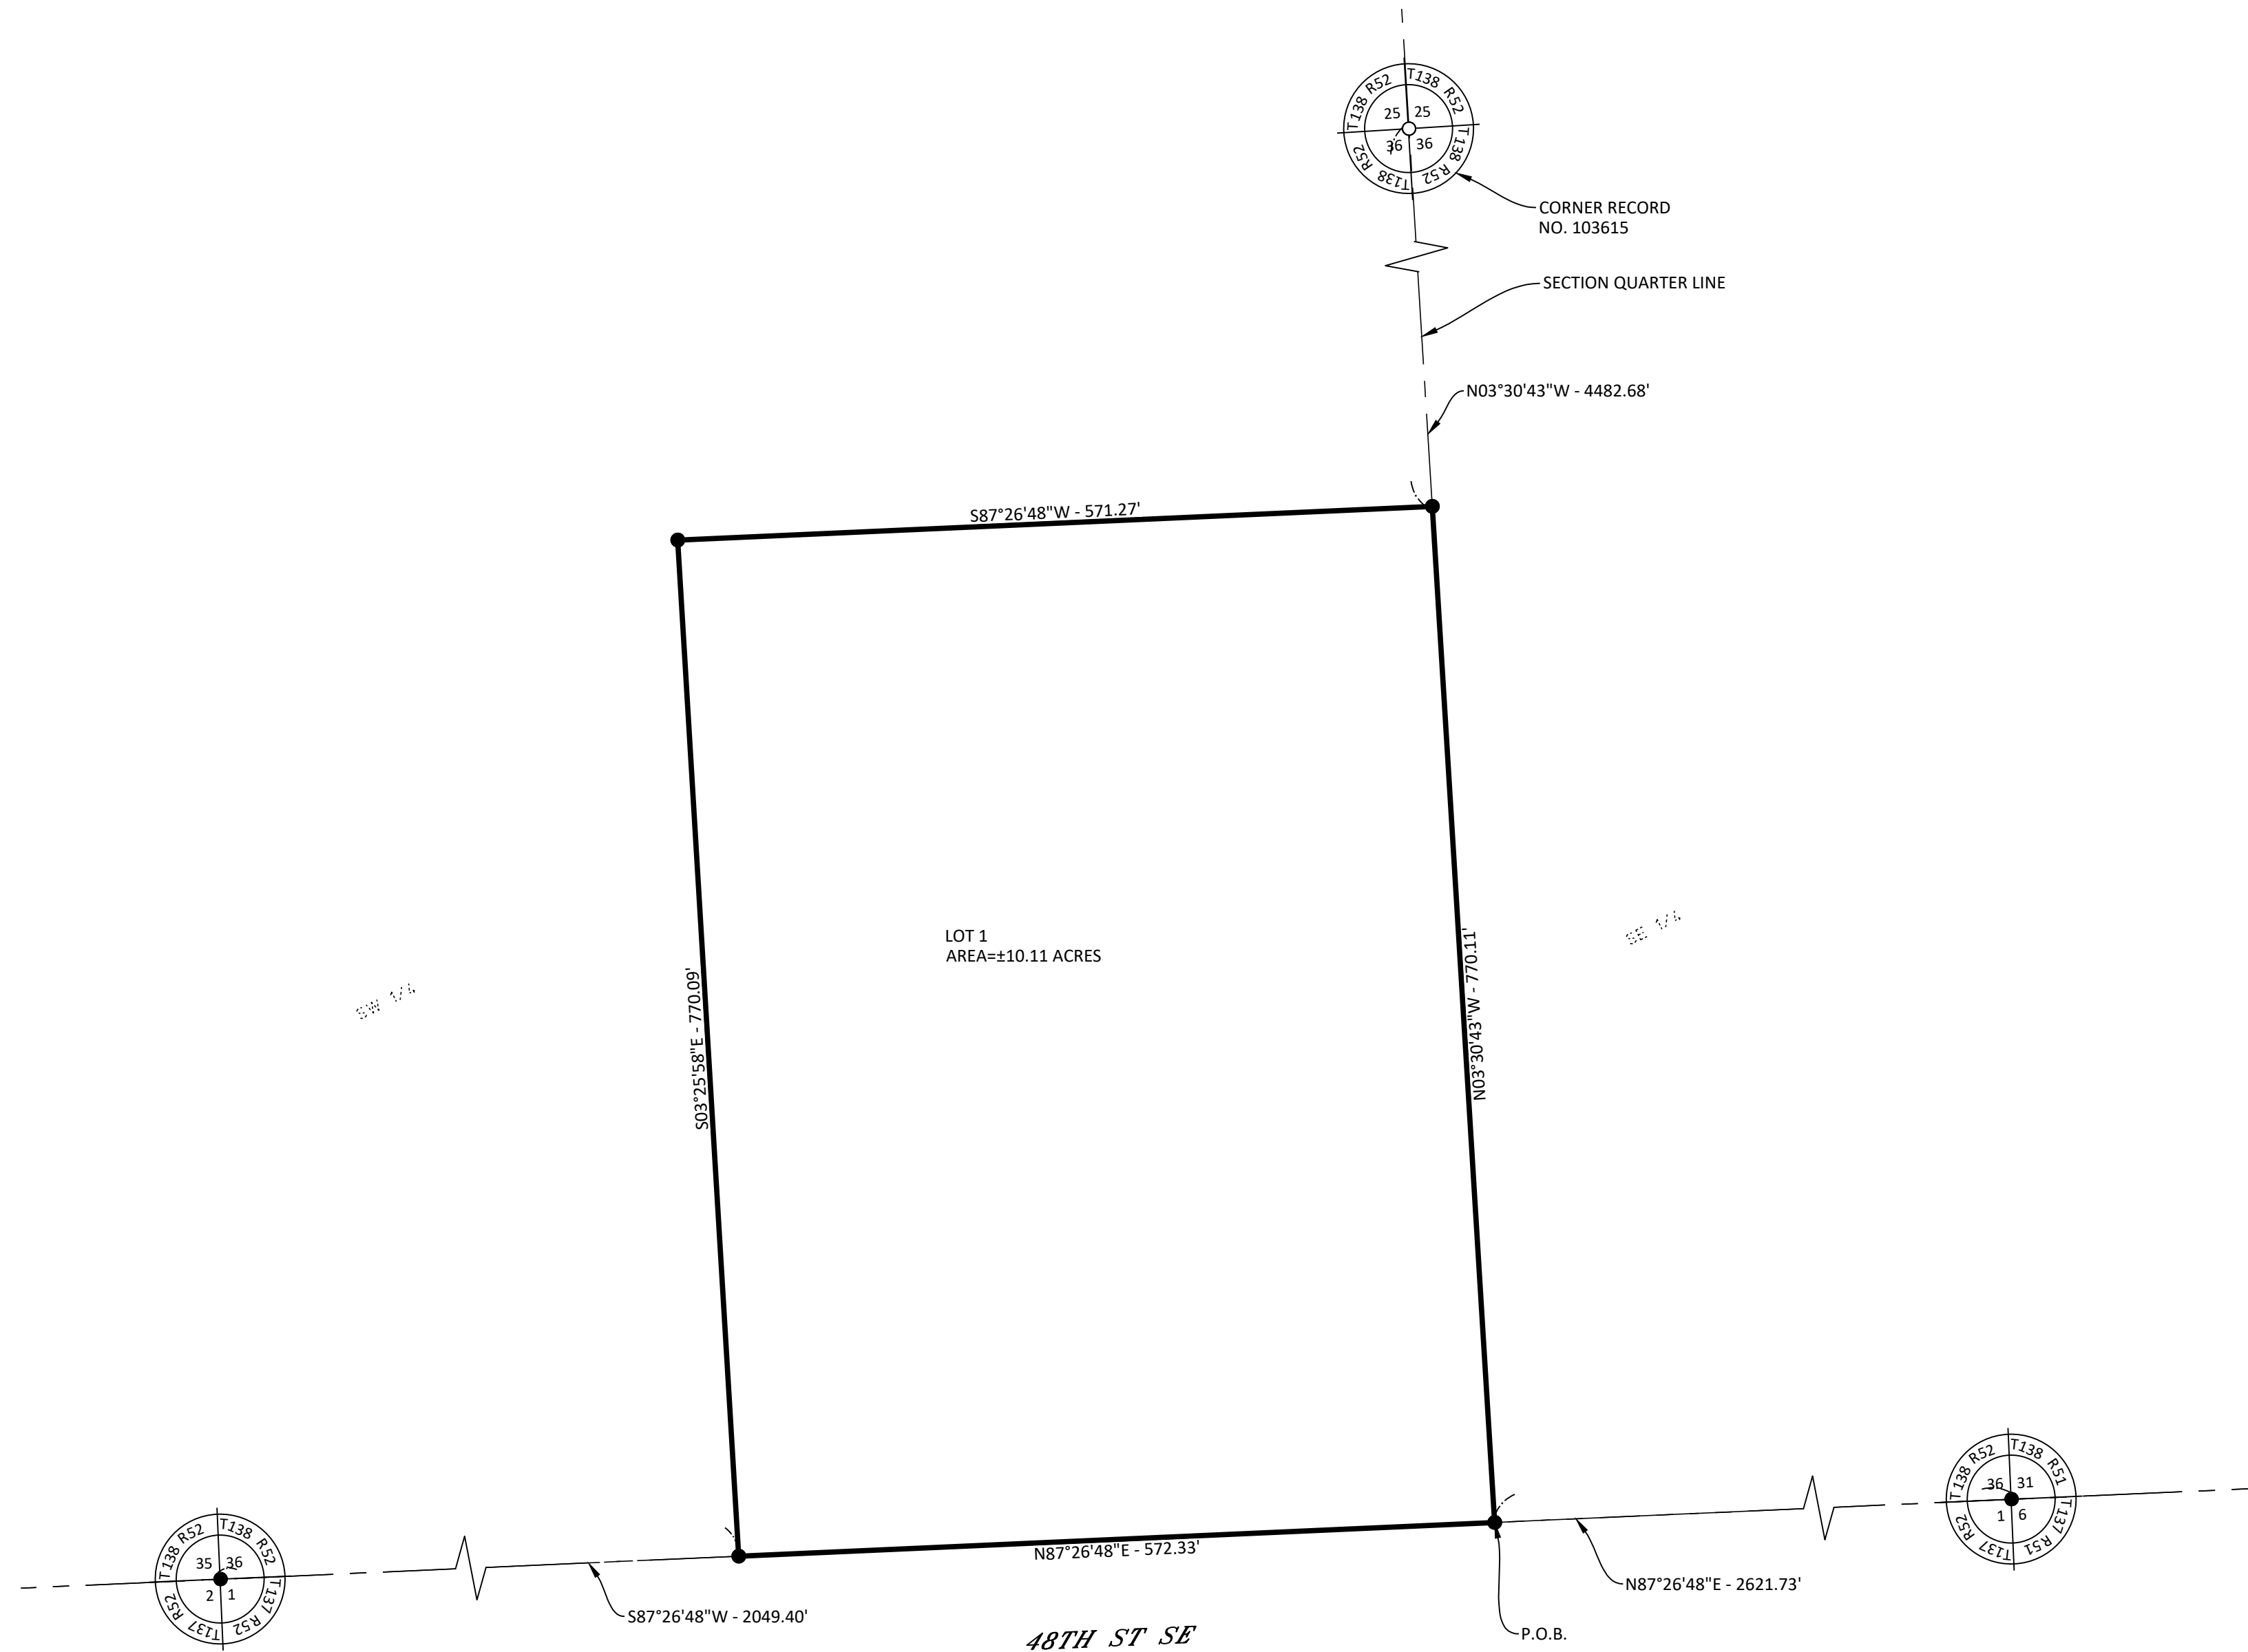 T138 R52 T138 R52 T138 R52 T138 R52
25 25
36 36
CORNER RECORD
NO. 103615
SECTION QUARTER LINE
N03°30'43"W - 4482.68'
S87°26'48"W - 571.27'
LOT 1
AREA=±10.11 ACRES
SE 1/4
SW 1/4
S03°25'58"E - 770.09'
N03°30'43"W - 770.11'
T138 R52 T138 R51 T137 R51 T137 R52
36 31
1 6
T138 R52 T138 R52 T137 R52 T137 R52
35 36
2 1
N87°26'48"E - 572.33'
N87°26'48"E - 2621.73'
S87°26'48"W - 2049.40'
P.O.B.
48TH ST SE